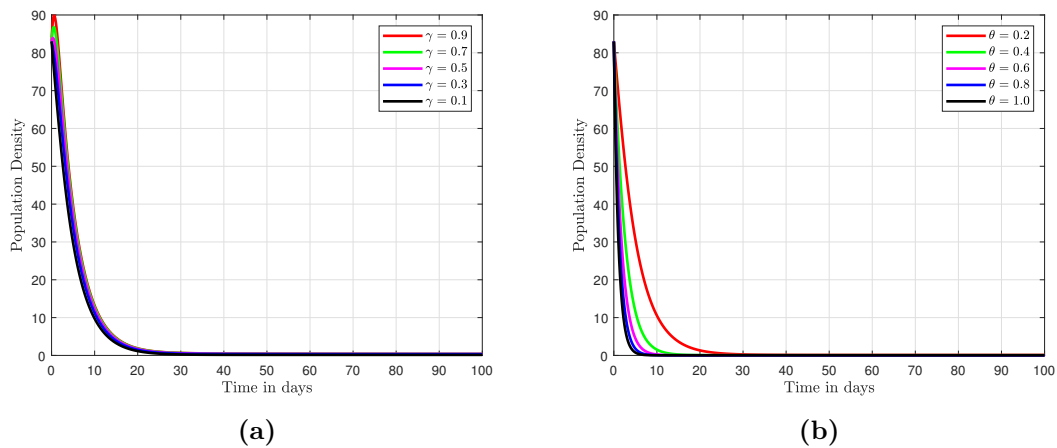 90
80
70
60
50
40
30
20
10
0
Population Density
γ = 0.9
γ = 0.7
γ = 0.5
γ = 0.3
γ = 0.1
0 10 20 30 40 50 60 70 80 90 100
Time in days
(a)
90
80
70
60
50
40
30
20
10
0
Population Density
θ = 0.2
θ = 0.4
θ = 0.6
θ = 0.8
θ = 1.0
0 10 20 30 40 50 60 70 80 90 100
Time in days
(b)